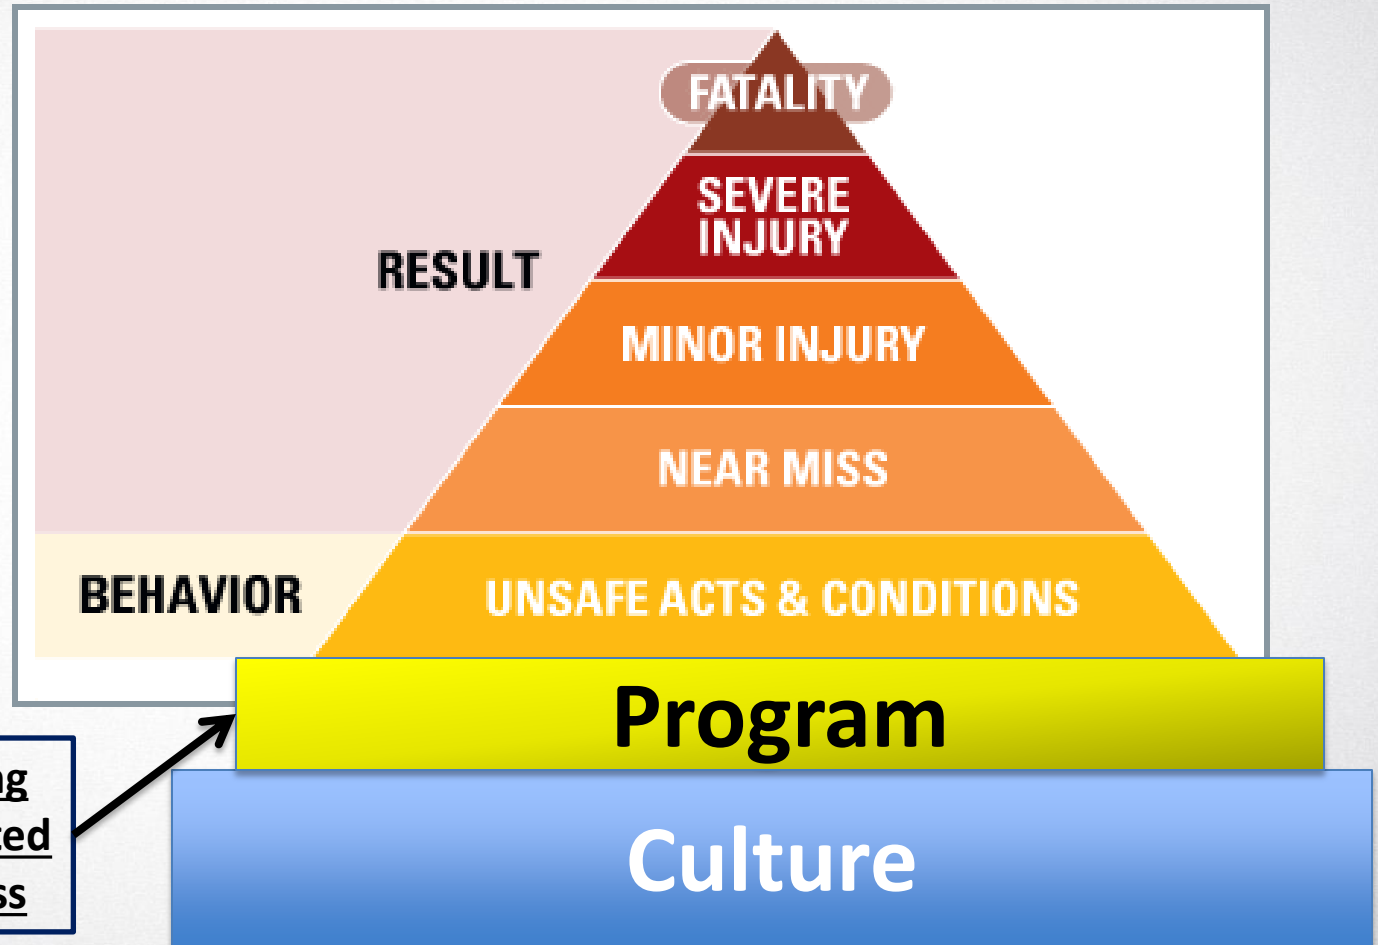 FATALITY
SEVERE
INJURY
RESULT
MINOR INJURY
NEAR MISS
BEHAVIOR
UNSAFE ACTS & CONDITIONS
Program
Culture